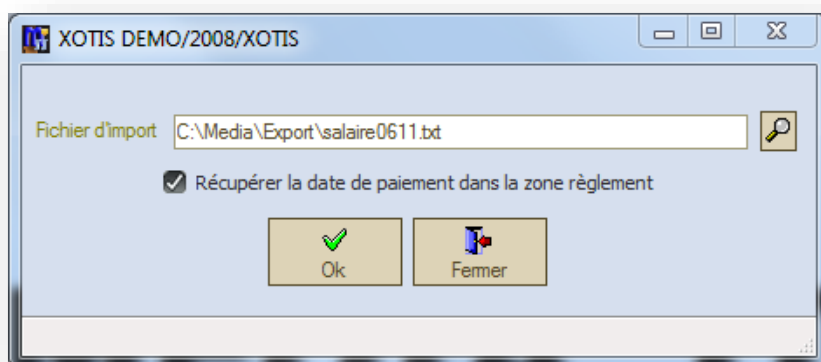 XOTIS DEMO/2008/XOTIS
Fichier d'import C:\Media\Export\salaire0611.txt
Récupérer la date de paiement dans la zone règlement
Ok Fermer